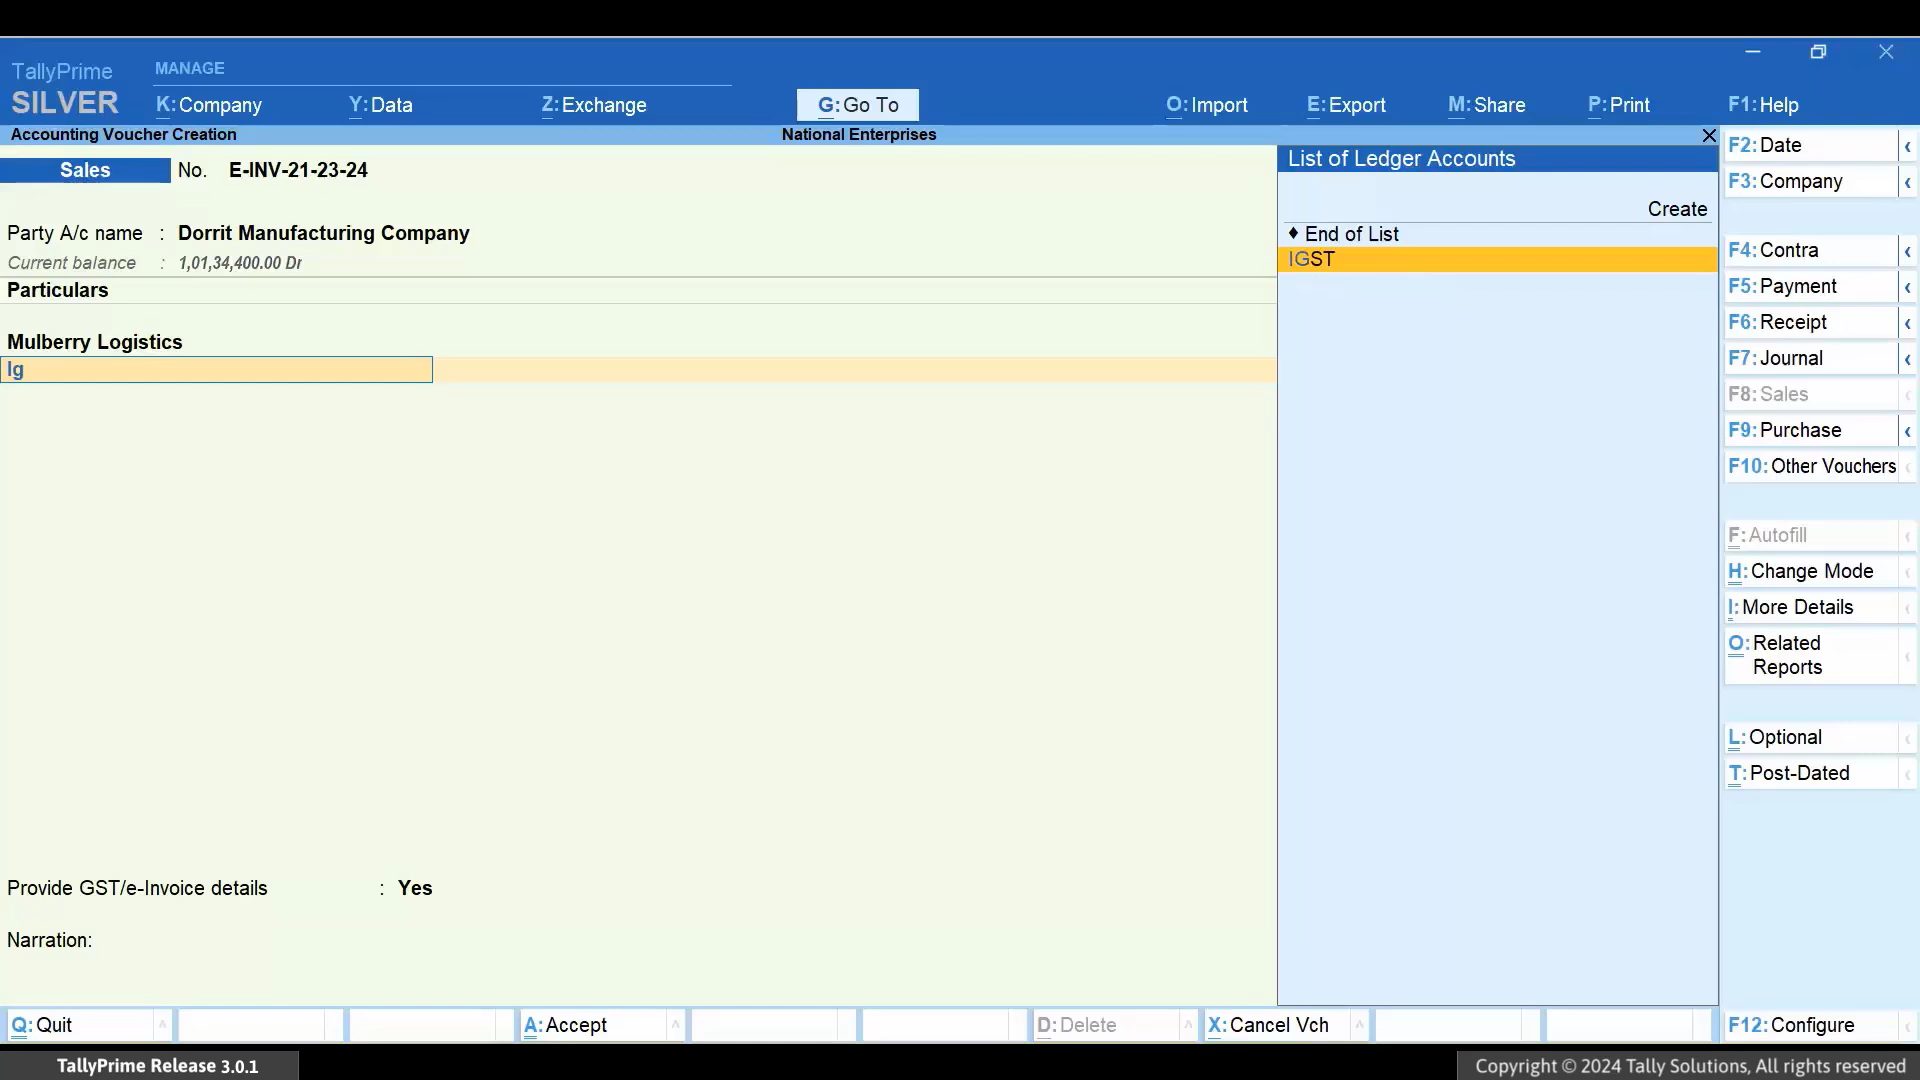 TallyPrime
SILVER
MANAGE
K:Company Y:Data Z:Exchange G:Go To O:Import E:Export M:Share P:Print F1:Help
Accounting Voucher Creation National Enterprises
Sales No. E-INV-21-23-24
Party A/c name : Dorrit Manufacturing Company
Current balance : 1,01,34,400.00 Dr
Particulars
Mulberry Logistics
Ig
Provide GST/e-Invoice details : Yes
Narration:
List of Ledger Accounts
Create
♦ End of List
IGST
F2:Date
F3:Company
F4:Contra
F5:Payment
F6:Receipt
F7:Journal
F8:Sales
F9:Purchase
F10:Other Vouchers
F:Autofill
H:Change Mode
I:More Details
O:Related
Reports
L:Optional
T:Post-Dated
Q:Quit A:Accept D:Delete X:Cancel Vch F12:Configure
TallyPrime Release 3.0.1 Copyright © 2024 Tally Solutions, All rights reserved